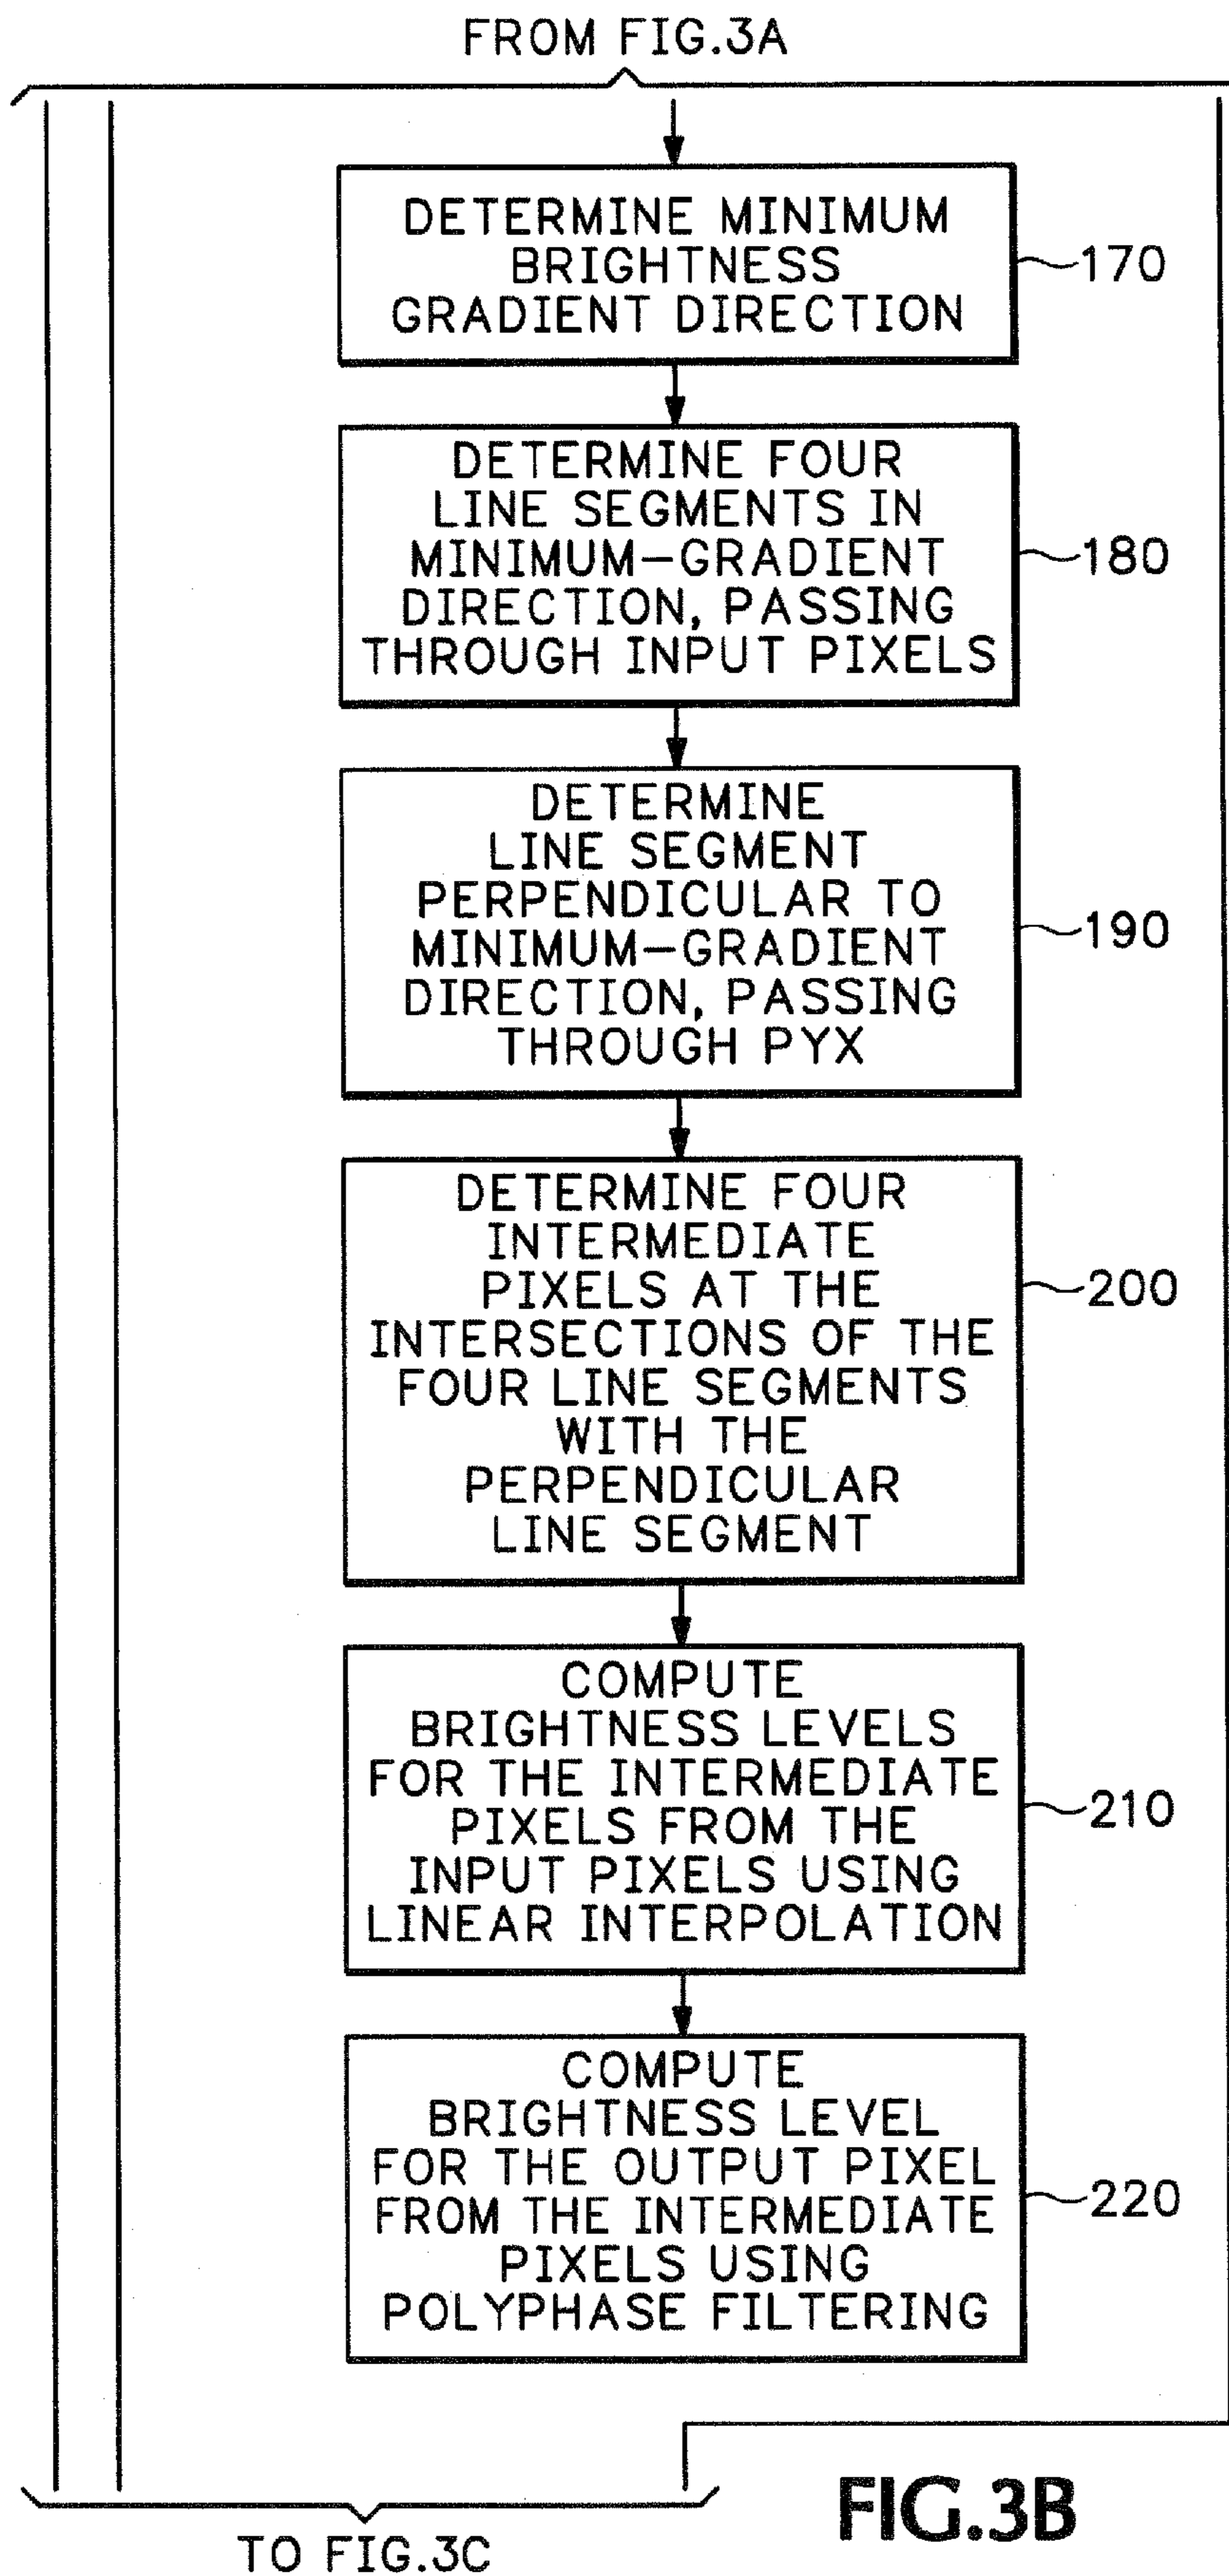 FROM FIG.3A
DETERMINE MINIMUM
BRIGHTNESS
GRADIENT DIRECTION
170
DETERMINE FOUR
LINE SEGMENTS IN
MINIMUM-GRADIENT
DIRECTION, PASSING
THROUGH INPUT PIXELS
180
DETERMINE
LINE SEGMENT
PERPENDICULAR TO
MINIMUM-GRADIENT
DIRECTION, PASSING
THROUGH PYX
190
DETERMINE FOUR
INTERMEDIATE
PIXELS AT THE
INTERSECTIONS OF THE
FOUR LINE SEGMENTS
WITH THE
PERPENDICULAR
LINE SEGMENT
200
COMPUTE
BRIGHTNESS LEVELS
FOR THE INTERMEDIATE
PIXELS FROM THE
INPUT PIXELS USING
LINEAR INTERPOLATION
210
COMPUTE
BRIGHTNESS LEVEL
FOR THE OUTPUT PIXEL
FROM THE INTERMEDIATE
PIXELS USING
POLYPHASE FILTERING
220
FIG.3B
TO FIG.3C